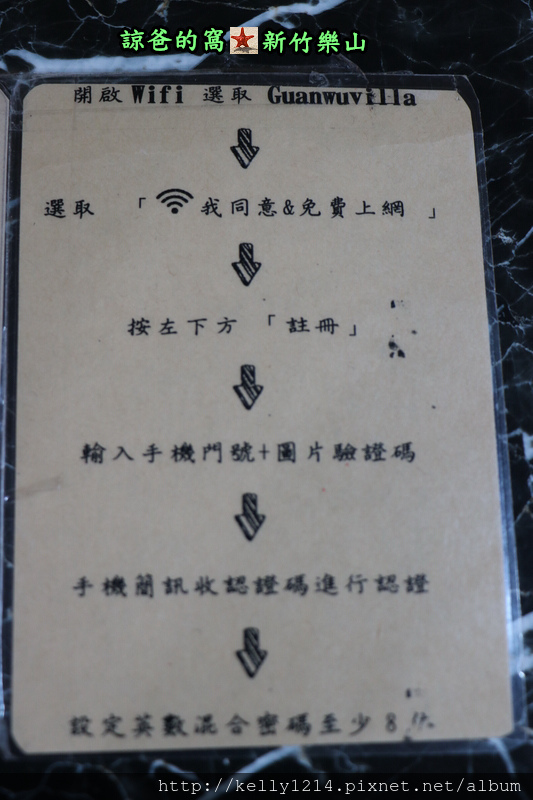 諒爸的窩 新竹樂山
開啟 Wifi 選取 Guanwuvilla
選取 「 我同意&免費上網 」
按左下方 「 註冊 」
輸入手機門號+圖片驗證碼
手機簡訊收認證碼進行認證
設定英數混合密碼至少 8
http://kelly1214.pixnet.net/album